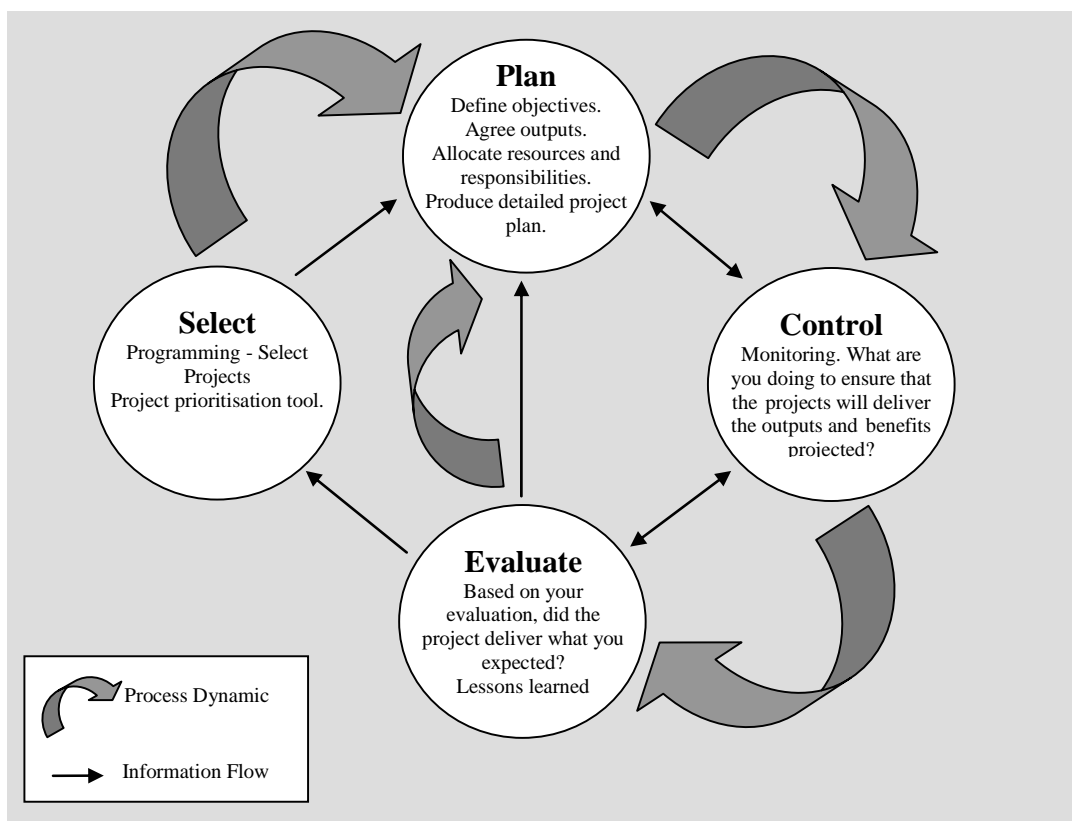 Plan
Define objectives.
Agree outputs.
Allocate resources and
responsibilities.
Produce detailed project
plan.
Select
Programming - Select
Projects
Project prioritisation tool.
Control
Monitoring. What are
you doing to ensure that
the projects will deliver
the outputs and benefits
projected?
Evaluate
Based on your
evaluation, did the
project deliver what you
expected?
Lessons learned
Process Dynamic
Information Flow